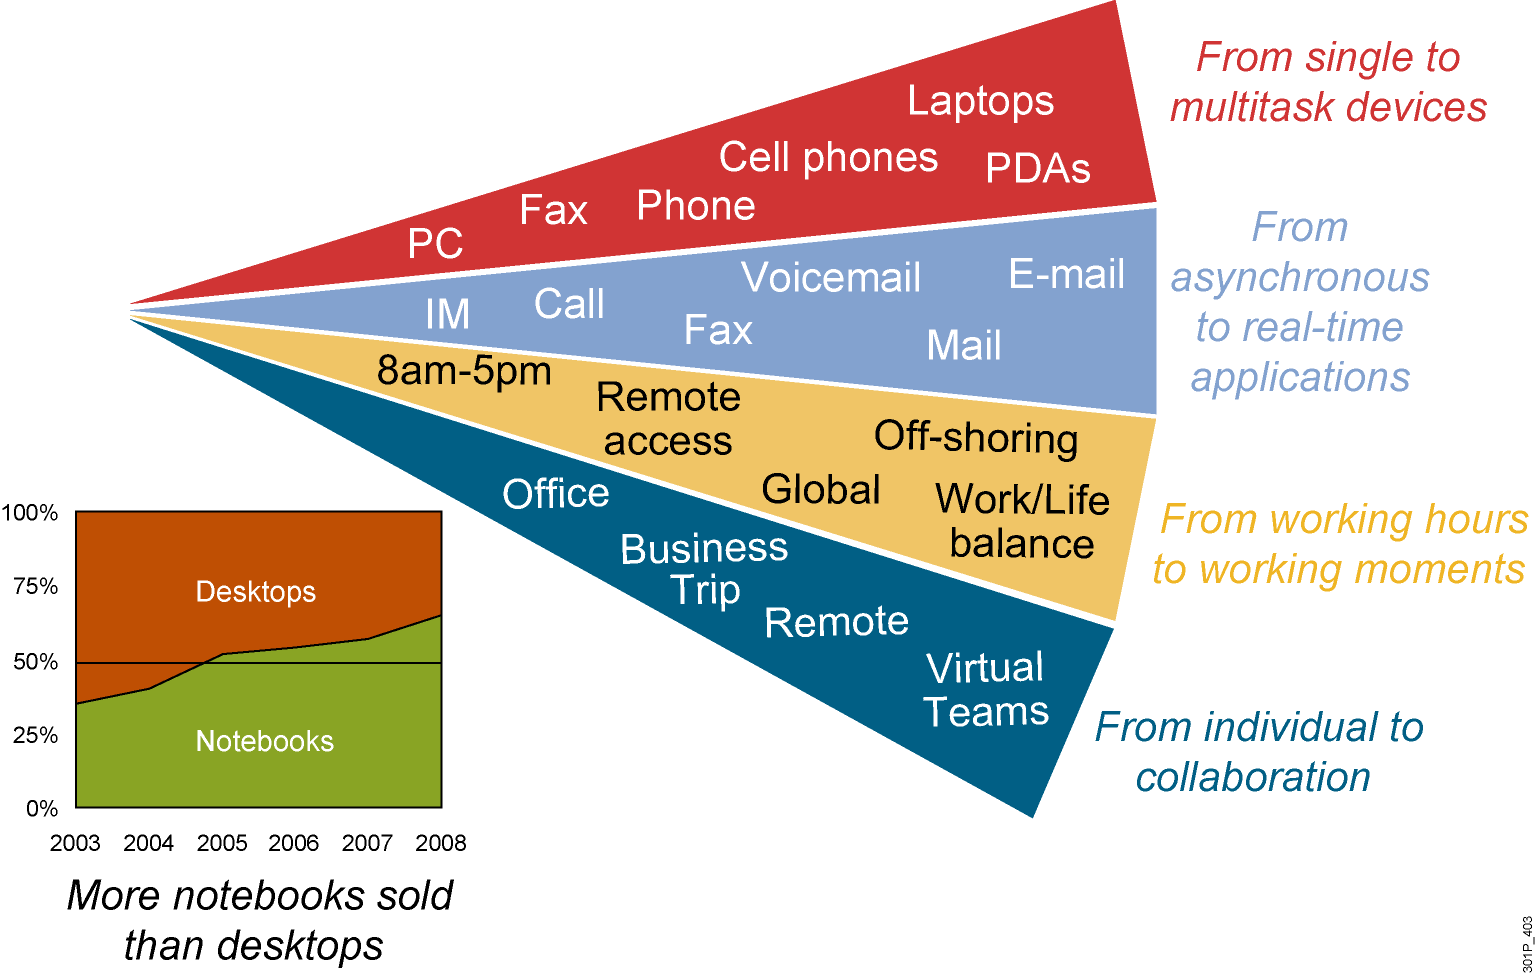 From single to
multitask devices
Laptops
Cell phones
PDAs
Phone
Fax
PC
From
asynchronous
to real-time
applications
Voicemail
E-mail
IM
Call
Fax
Mail
8am-5pm
Remote
access
Off-shoring
Global
Work/Life
balance
From working hours
to working moments
Office
Business
Trip
Remote
Virtual
Teams
From individual to
collaboration
100%
75%
50%
25%
0%
Desktops
Notebooks
2003 2004 2005 2006 2007 2008
More notebooks sold
than desktops
301P_403